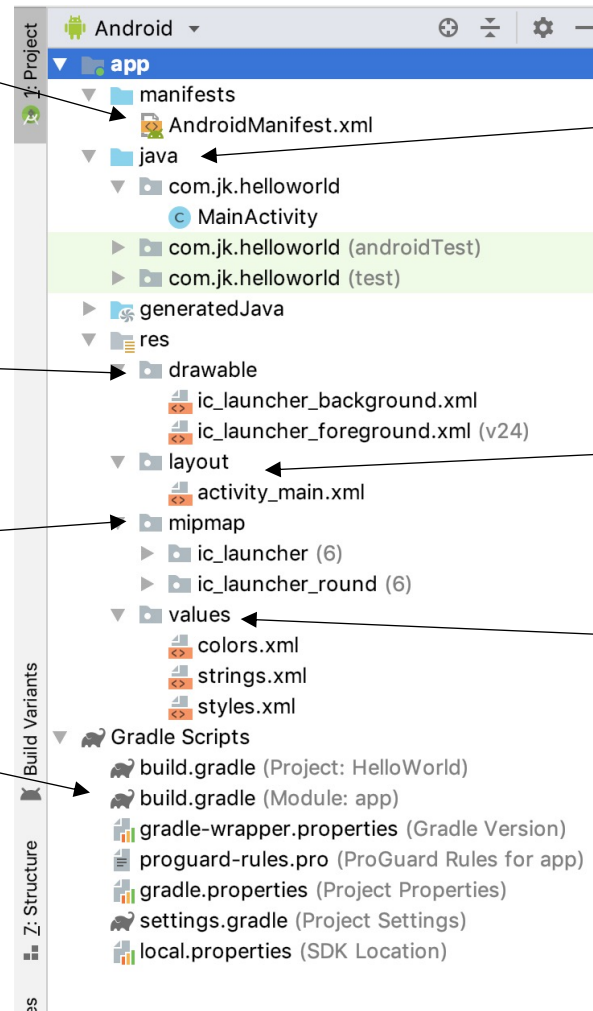 Android
1: Project
app
manifests
AndroidManifest.xml
java
com.jk.helloworld
C MainActivity
com.jk.helloworld (androidTest)
com.jk.helloworld (test)
generatedJava
res
drawable
ic_launcher_background.xml
ic_launcher_foreground.xml (v24)
layout
activity_main.xml
mipmap
ic_launcher (6)
ic_launcher_round (6)
values
colors.xml
strings.xml
styles.xml
Build Variants
Gradle Scripts
build.gradle (Project: HelloWorld)
build.gradle (Module: app)
gradle-wrapper.properties (Gradle Version)
proguard-rules.pro (ProGuard Rules for app)
gradle.properties (Project Properties)
Z: Structure
settings.gradle (Project Settings)
local.properties (SDK Location)